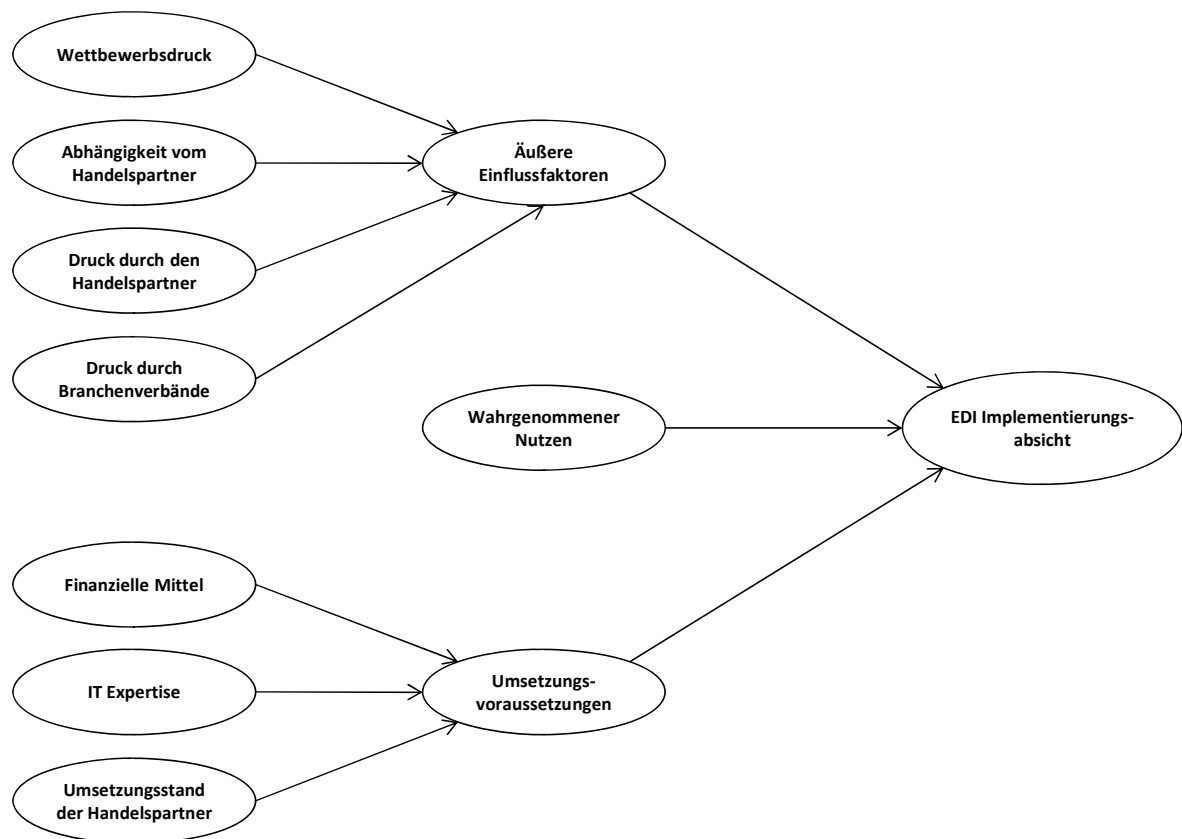 Wettbewerbsdruck
Abhängigkeit vom
Handelspartner
Äußere
Einflussfaktoren
Druck durch den
Handelspartner
Druck durch
Branchenverbände
Wahrgenommener
Nutzen
EDI Implementierungs-
absicht
Finanzielle Mittel
IT Expertise
Umsetzungs-
voraussetzungen
Umsetzungsstand
der Handelspartner